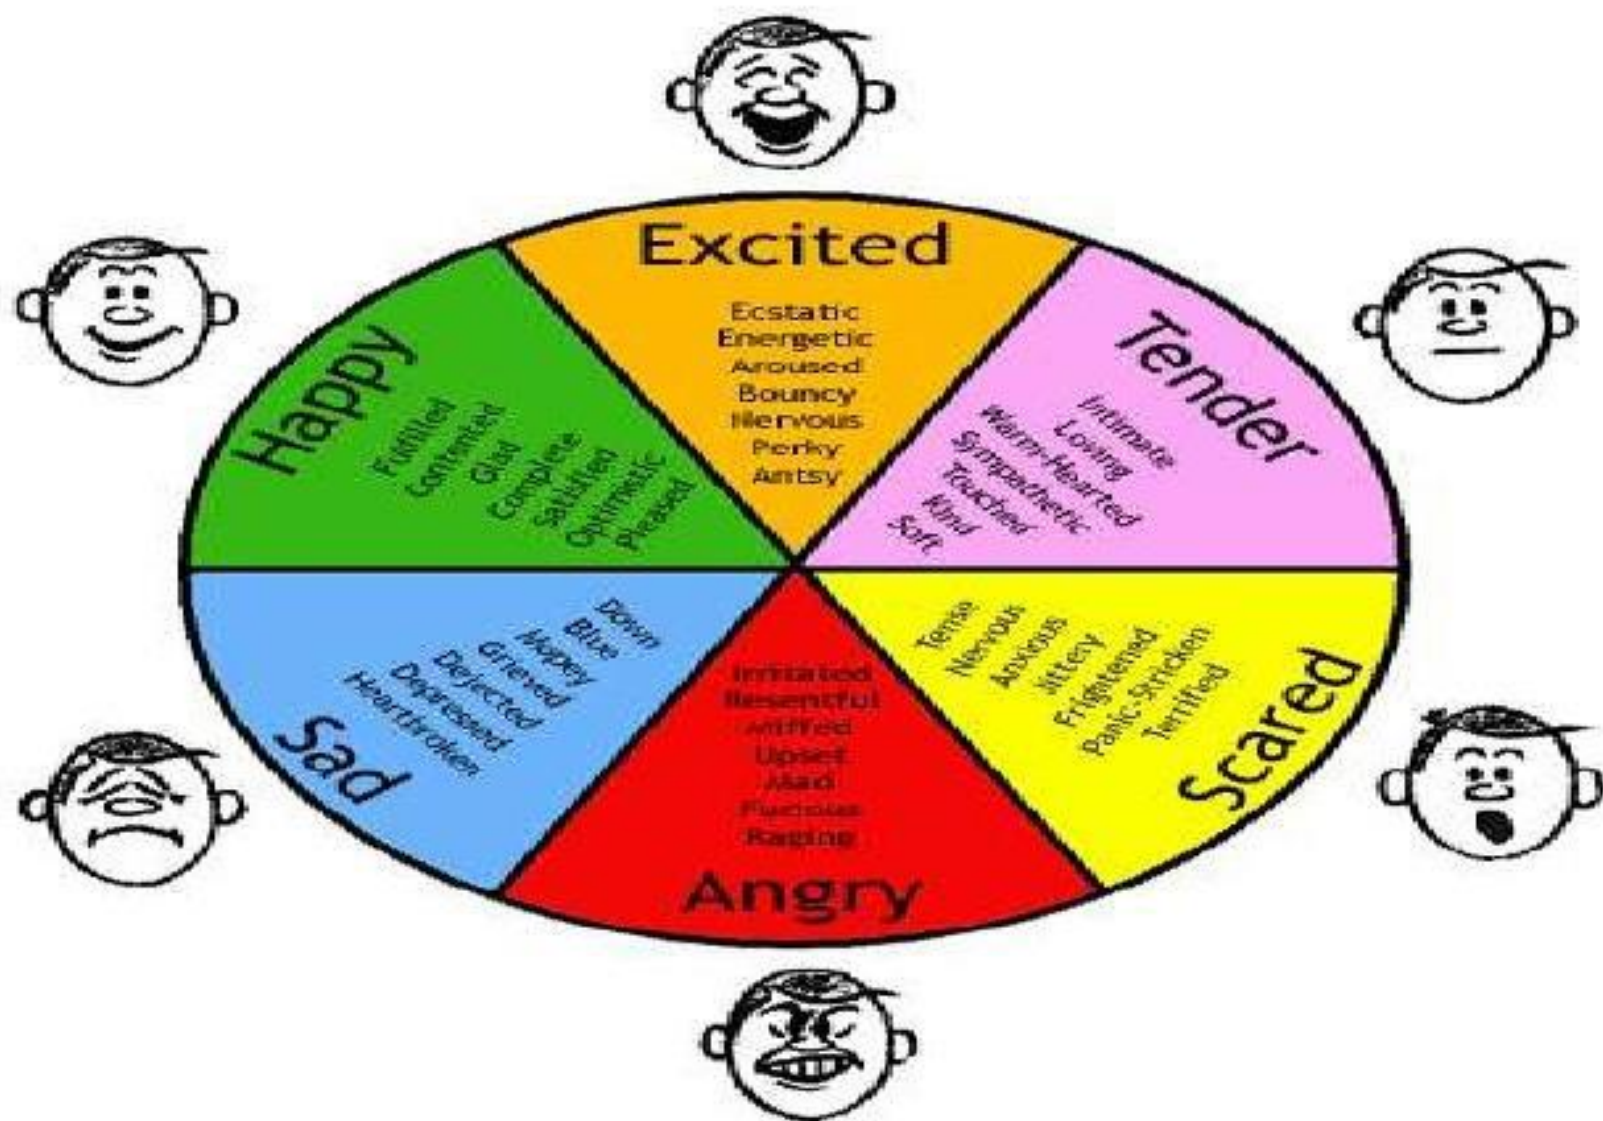 Excited
Ecstatic
Energetic
Aroused
Bouncy
Nervous
Perky
Antsy
Tender
Intimate
Loving
Warm-Hearted
Sympathetic
Touched
Kind
Soft
Scared
Tense
Nervous
Anxious
Jittery
Frightened
Panic-Stricken
Terrified
Angry
Irritated
Resentful
Miffed
Upset
Mad
Furious
Raging
Sad
Down
Blue
Mopey
Grieved
Dejected
Depressed
Heartbroken
Happy
Fulfilled
Contented
Glad
Complete
Satisfied
Optimistic
Pleased